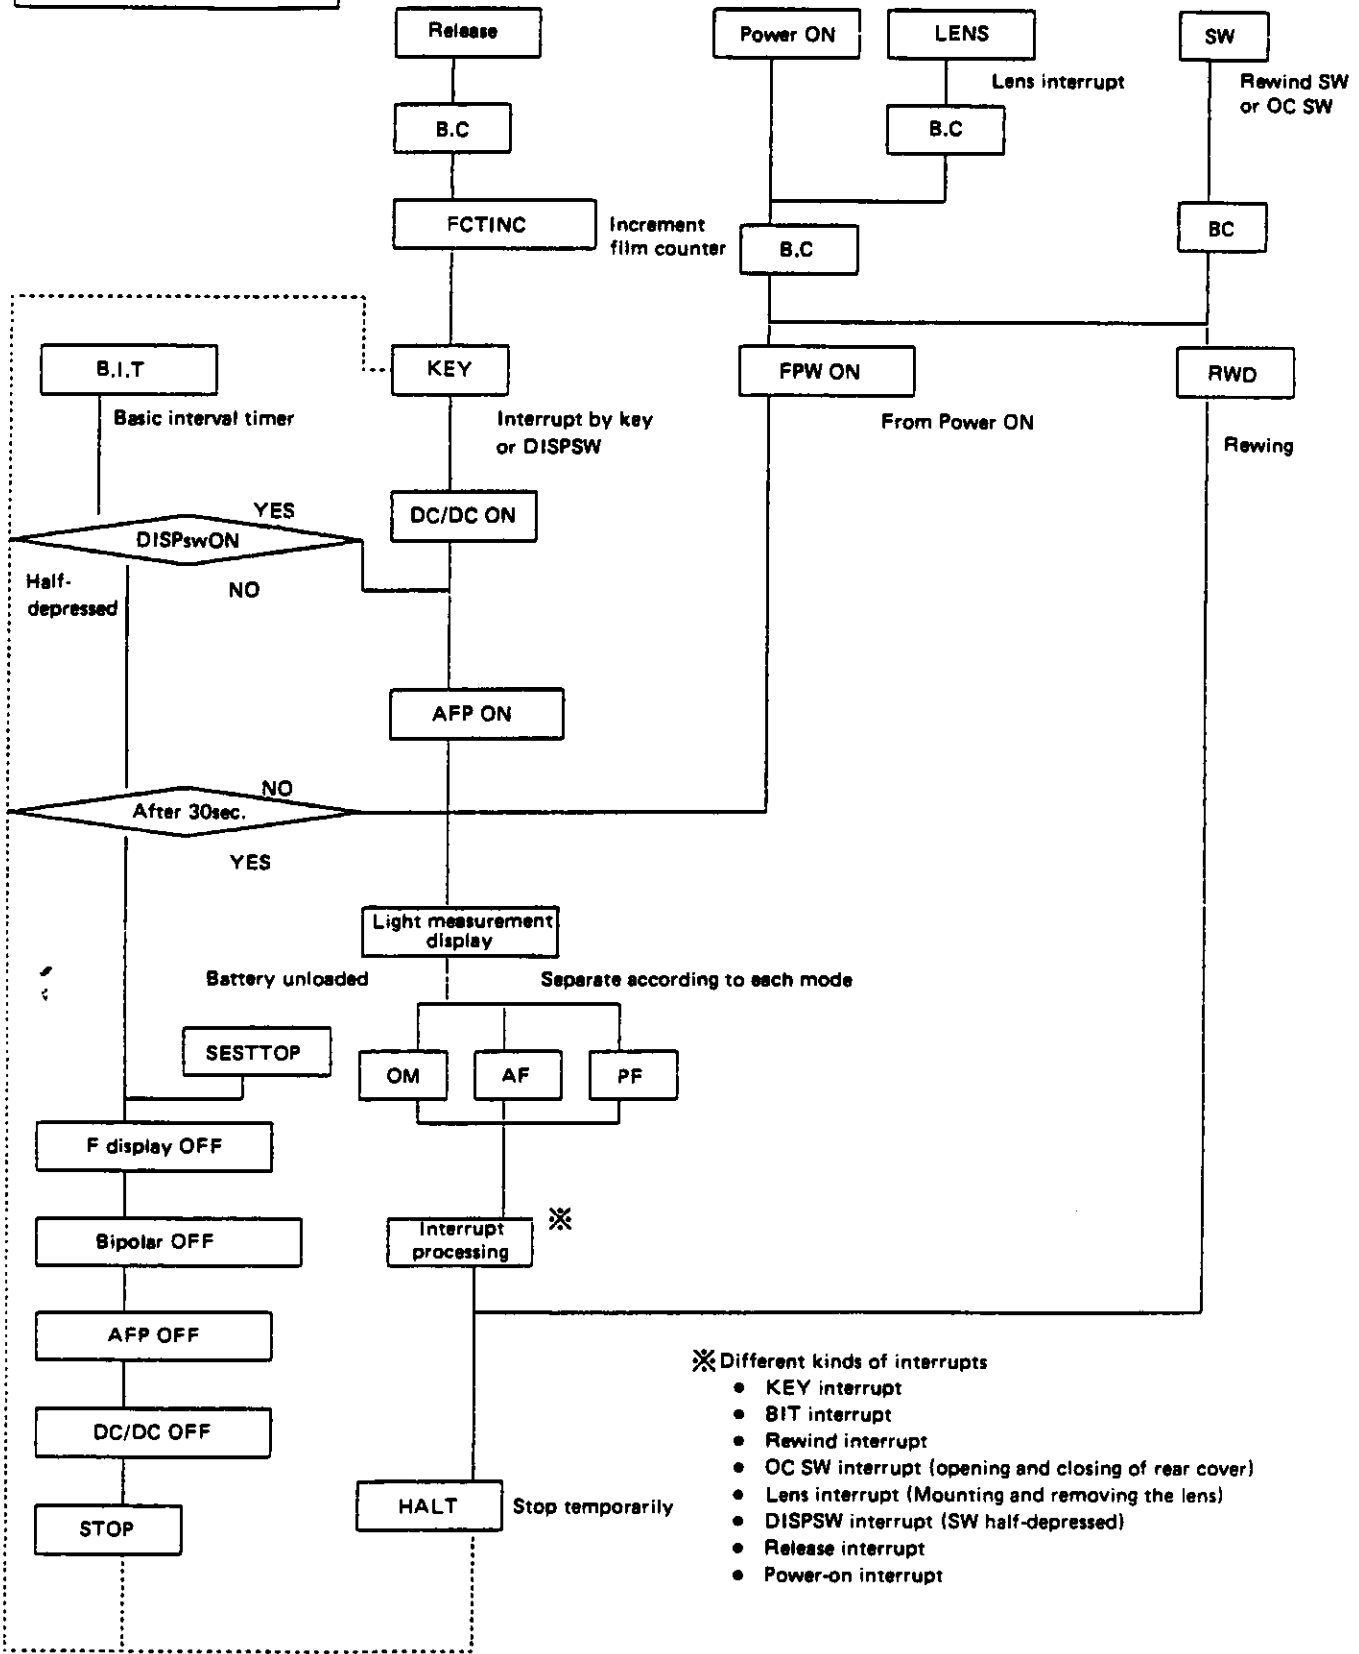 Release
Power ON
LENS
SW
Lens interrupt
Rewind SW
or OC SW
B.C
B.C
FCTINC
Increment
film counter
B.C
BC
B.I.T
KEY
FPW ON
RWD
Basic interval timer
Interrupt by key
or DISPSW
From Power ON
Rewing
YES
DC/DC ON
DISPswON
Half-
depressed
NO
AFP ON
NO
After 30sec.
YES
Light measurement
display
Battery unloaded
Separate according to each mode
SESTTOP
OM
AF
PF
F display OFF
Bipolar OFF
Interrupt
processing
※
AFP OFF
DC/DC OFF
STOP
HALT
Stop temporarily
※ Different kinds of interrupts
• KEY interrupt
• BIT interrupt
• Rewind interrupt
• OC SW interrupt (opening and closing of rear cover)
• Lens interrupt (Mounting and removing the lens)
• DISPSW interrupt (SW half-depressed)
• Release interrupt
• Power-on interrupt